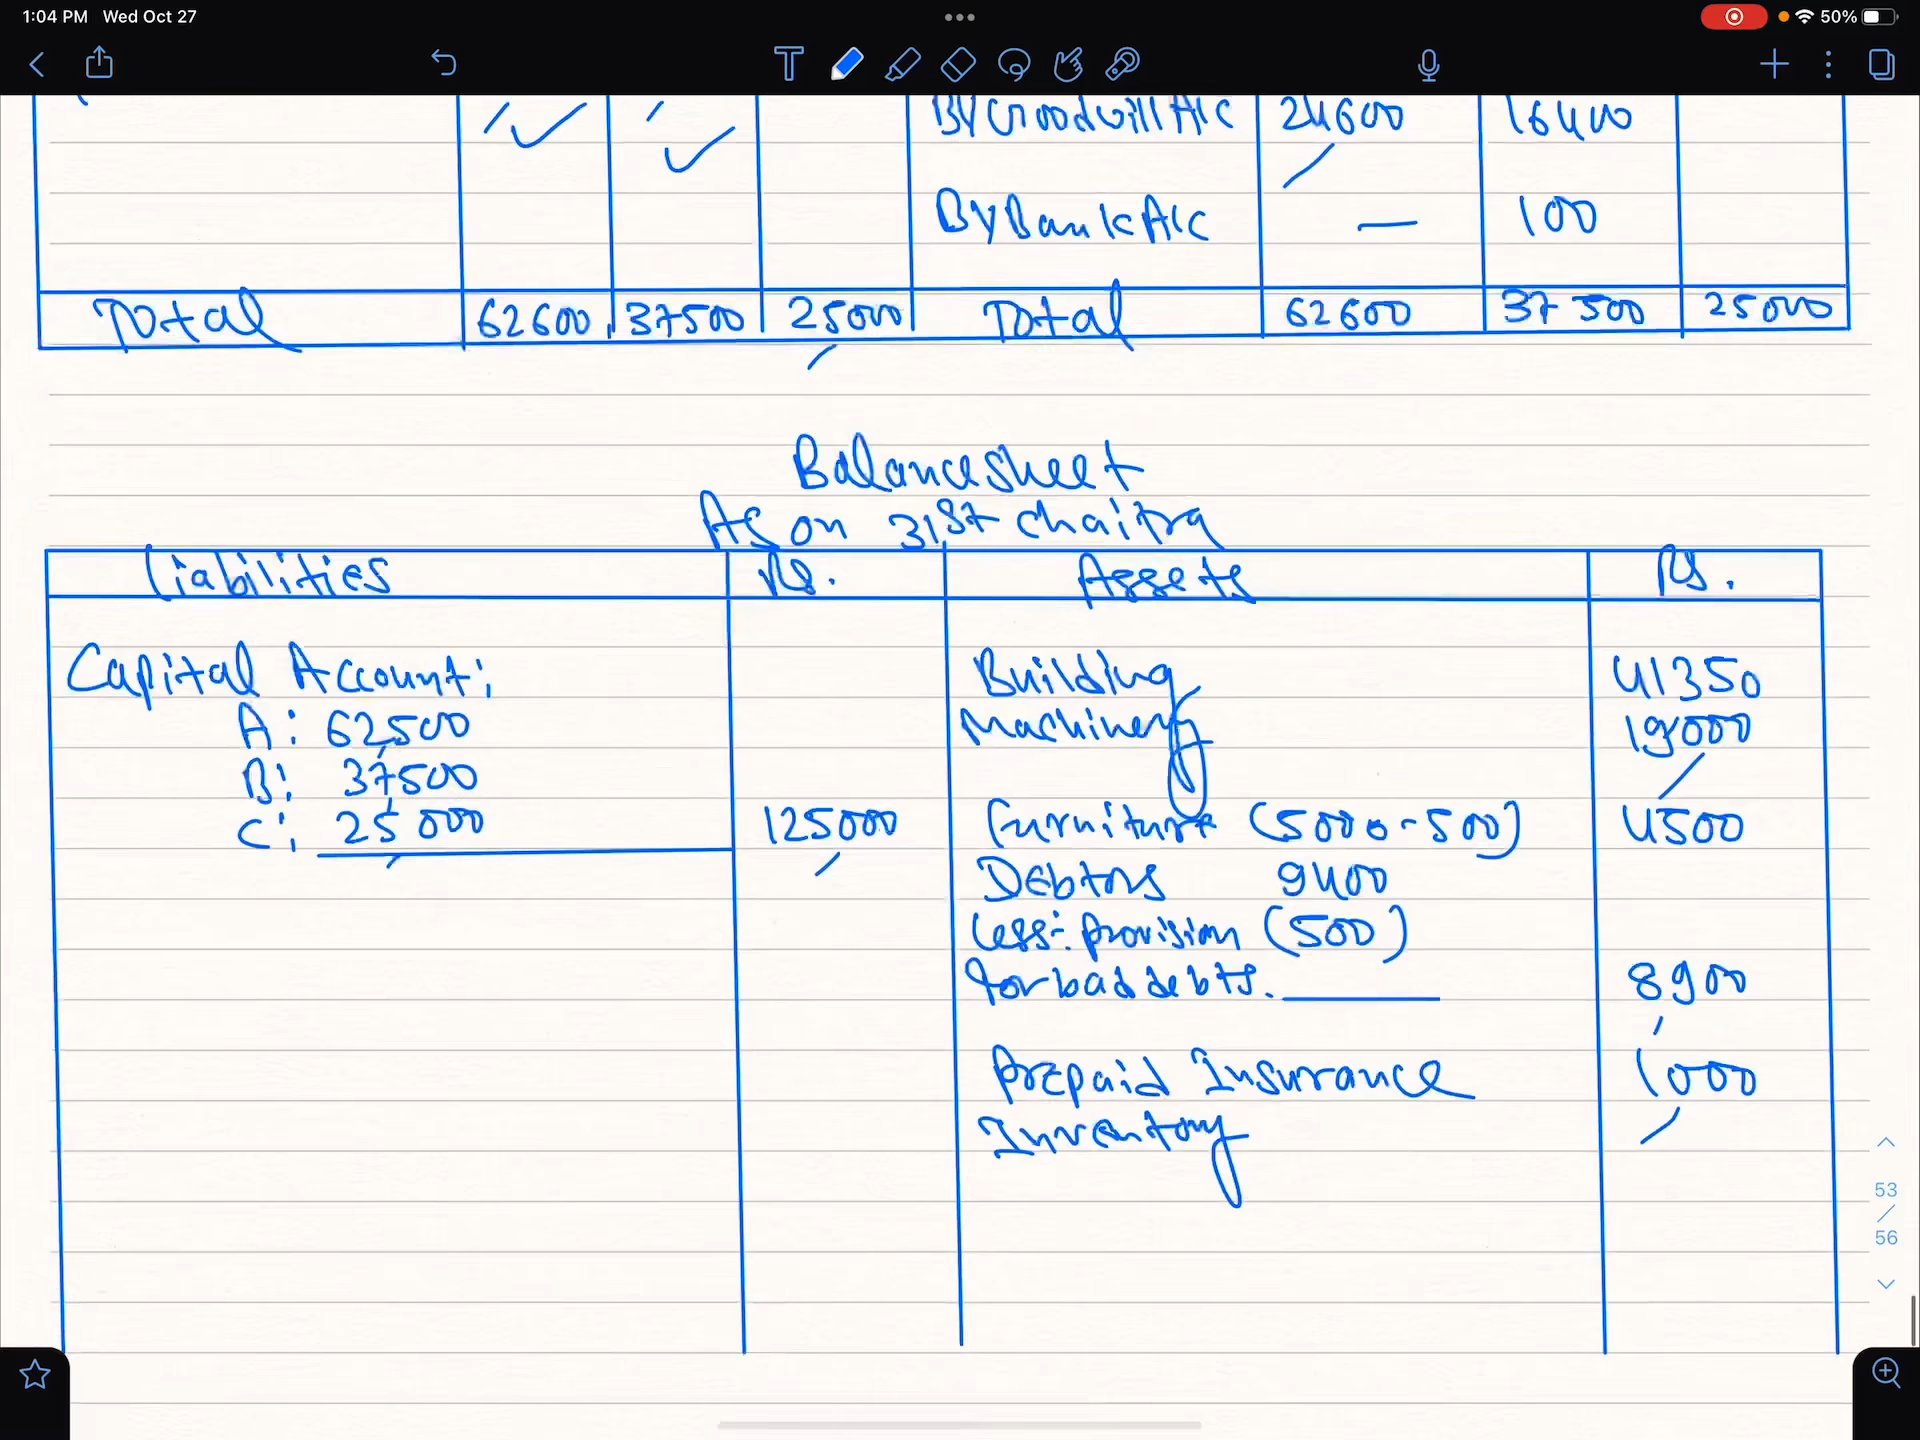 1:04 PM Wed Oct 27 50%
By Goodwill A/c 24600 16400
By Bank A/c — 100
Total 62600 37500 25000 Total 62600 37500 25000
Balance sheet
As on 31st chaitra
Liabilities Rs. Assets Rs.
Capital Account: Building 41350
A: 62500 Machinery 19000
B: 37500
C: 25000 125000 Furniture (5000-500) 4500
Debtors 9400
Less:- provision (500)
for bad debts. 8900
Prepaid Insurance 1000
Inventory
53
/
56